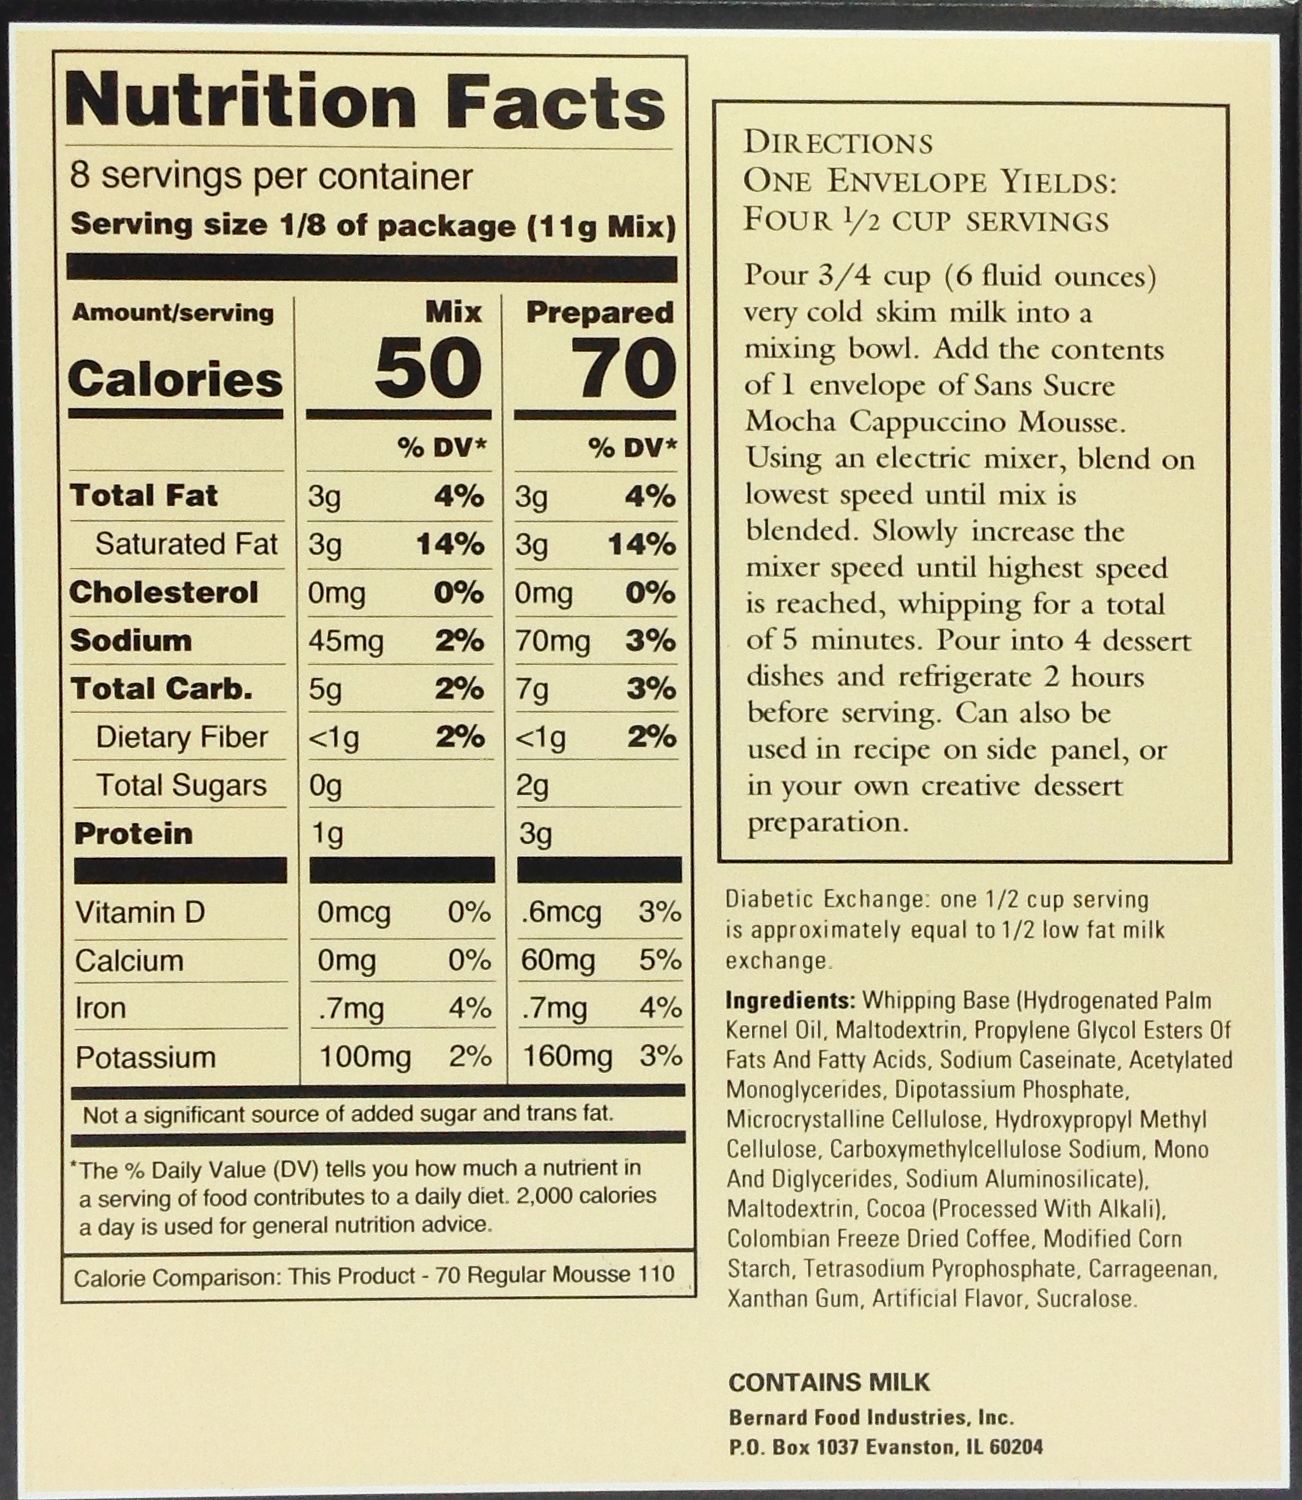 Nutrition Facts
8 servings per container
Serving size 1/8 of package (11g Mix)
Amount/serving Mix Prepared
Calories 50 70
% DV* % DV*
Total Fat 3g 4% 3g 4%
Saturated Fat 3g 14% 3g 14%
Cholesterol 0mg 0% 0mg 0%
Sodium 45mg 2% 70mg 3%
Total Carb. 5g 2% 7g 3%
Dietary Fiber <1g 2% <1g 2%
Total Sugars 0g 2g
Protein 1g 3g
Vitamin D 0mcg 0% .6mcg 3%
Calcium 0mg 0% 60mg 5%
Iron .7mg 4% .7mg 4%
Potassium 100mg 2% 160mg 3%
Not a significant source of added sugar and trans fat.
*The % Daily Value (DV) tells you how much a nutrient in
a serving of food contributes to a daily diet. 2,000 calories
a day is used for general nutrition advice.
Calorie Comparison: This Product - 70 Regular Mousse 110
DIRECTIONS
ONE ENVELOPE YIELDS:
FOUR 1/2 CUP SERVINGS
Pour 3/4 cup (6 fluid ounces)
very cold skim milk into a
mixing bowl. Add the contents
of 1 envelope of Sans Sucre
Mocha Cappuccino Mousse.
Using an electric mixer, blend on
lowest speed until mix is
blended. Slowly increase the
mixer speed until highest speed
is reached, whipping for a total
of 5 minutes. Pour into 4 dessert
dishes and refrigerate 2 hours
before serving. Can also be
used in recipe on side panel, or
in your own creative dessert
preparation.
Diabetic Exchange: one 1/2 cup serving
is approximately equal to 1/2 low fat milk
exchange.
Ingredients: Whipping Base (Hydrogenated Palm
Kernel Oil, Maltodextrin, Propylene Glycol Esters Of
Fats And Fatty Acids, Sodium Caseinate, Acetylated
Monoglycerides, Dipotassium Phosphate,
Microcrystalline Cellulose, Hydroxypropyl Methyl
Cellulose, Carboxymethylcellulose Sodium, Mono
And Diglycerides, Sodium Aluminosilicate),
Maltodextrin, Cocoa (Processed With Alkali),
Colombian Freeze Dried Coffee, Modified Corn
Starch, Tetrasodium Pyrophosphate, Carrageenan,
Xanthan Gum, Artificial Flavor, Sucralose.
CONTAINS MILK
Bernard Food Industries, Inc.
P.O. Box 1037 Evanston, IL 60204